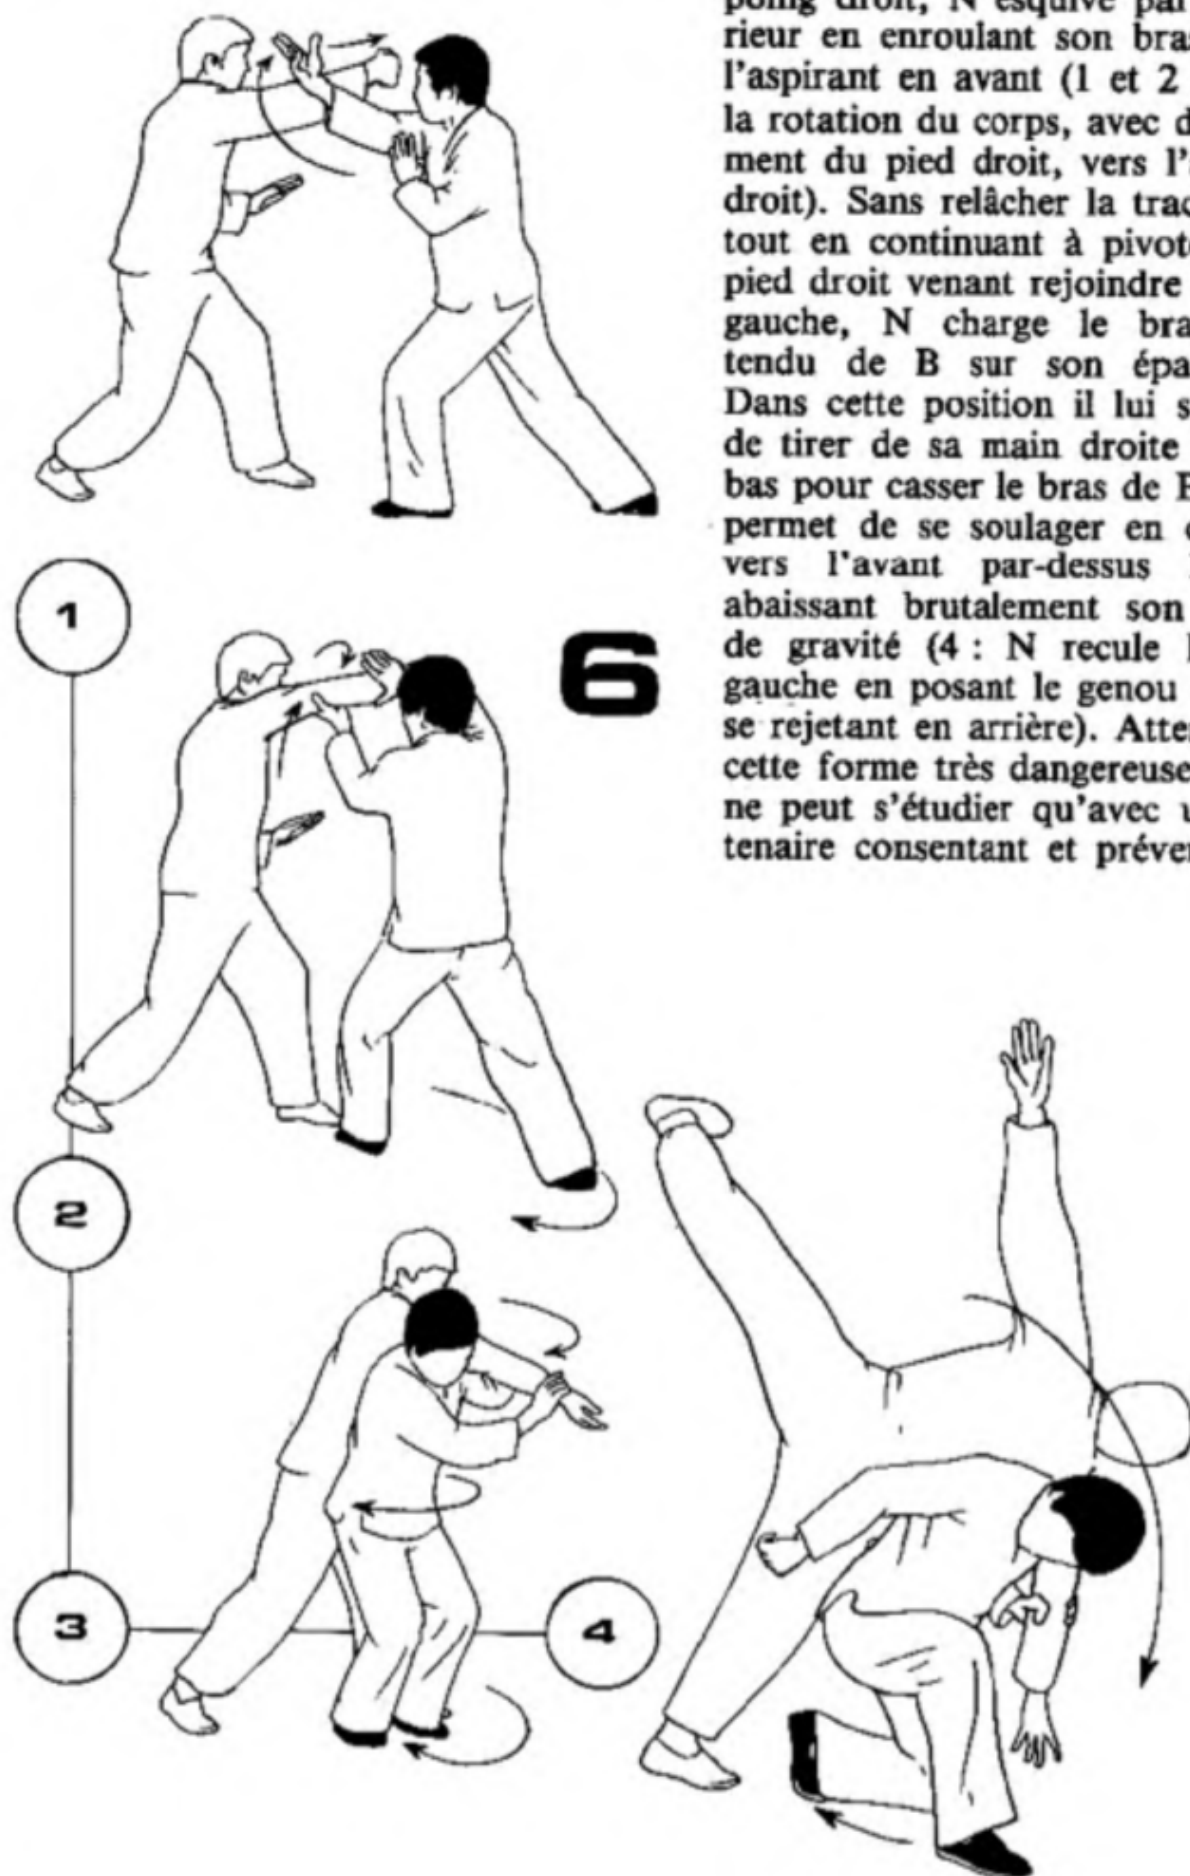 poing droit, N esquive par
rieur en enroulant son bras
l'aspirant en avant (1 et 2
la rotation du corps, avec d
ment du pied droit, vers l'
droit). Sans relâcher la trac
tout en continuant à pivot
pied droit venant rejoindre
gauche, N charge le bra
tendu de B sur son épa
Dans cette position il lui s
de tirer de sa main droite
bas pour casser le bras de
permet de se soulager en
vers l'avant par-dessus
abaissant brutalement son
de gravité (4 : N recule
gauche en posant le genou
se rejetant en arrière). Atte
cette forme très dangereuse
ne peut s'étudier qu'avec u
tenaire consentant et préve
1
6
2
3
4